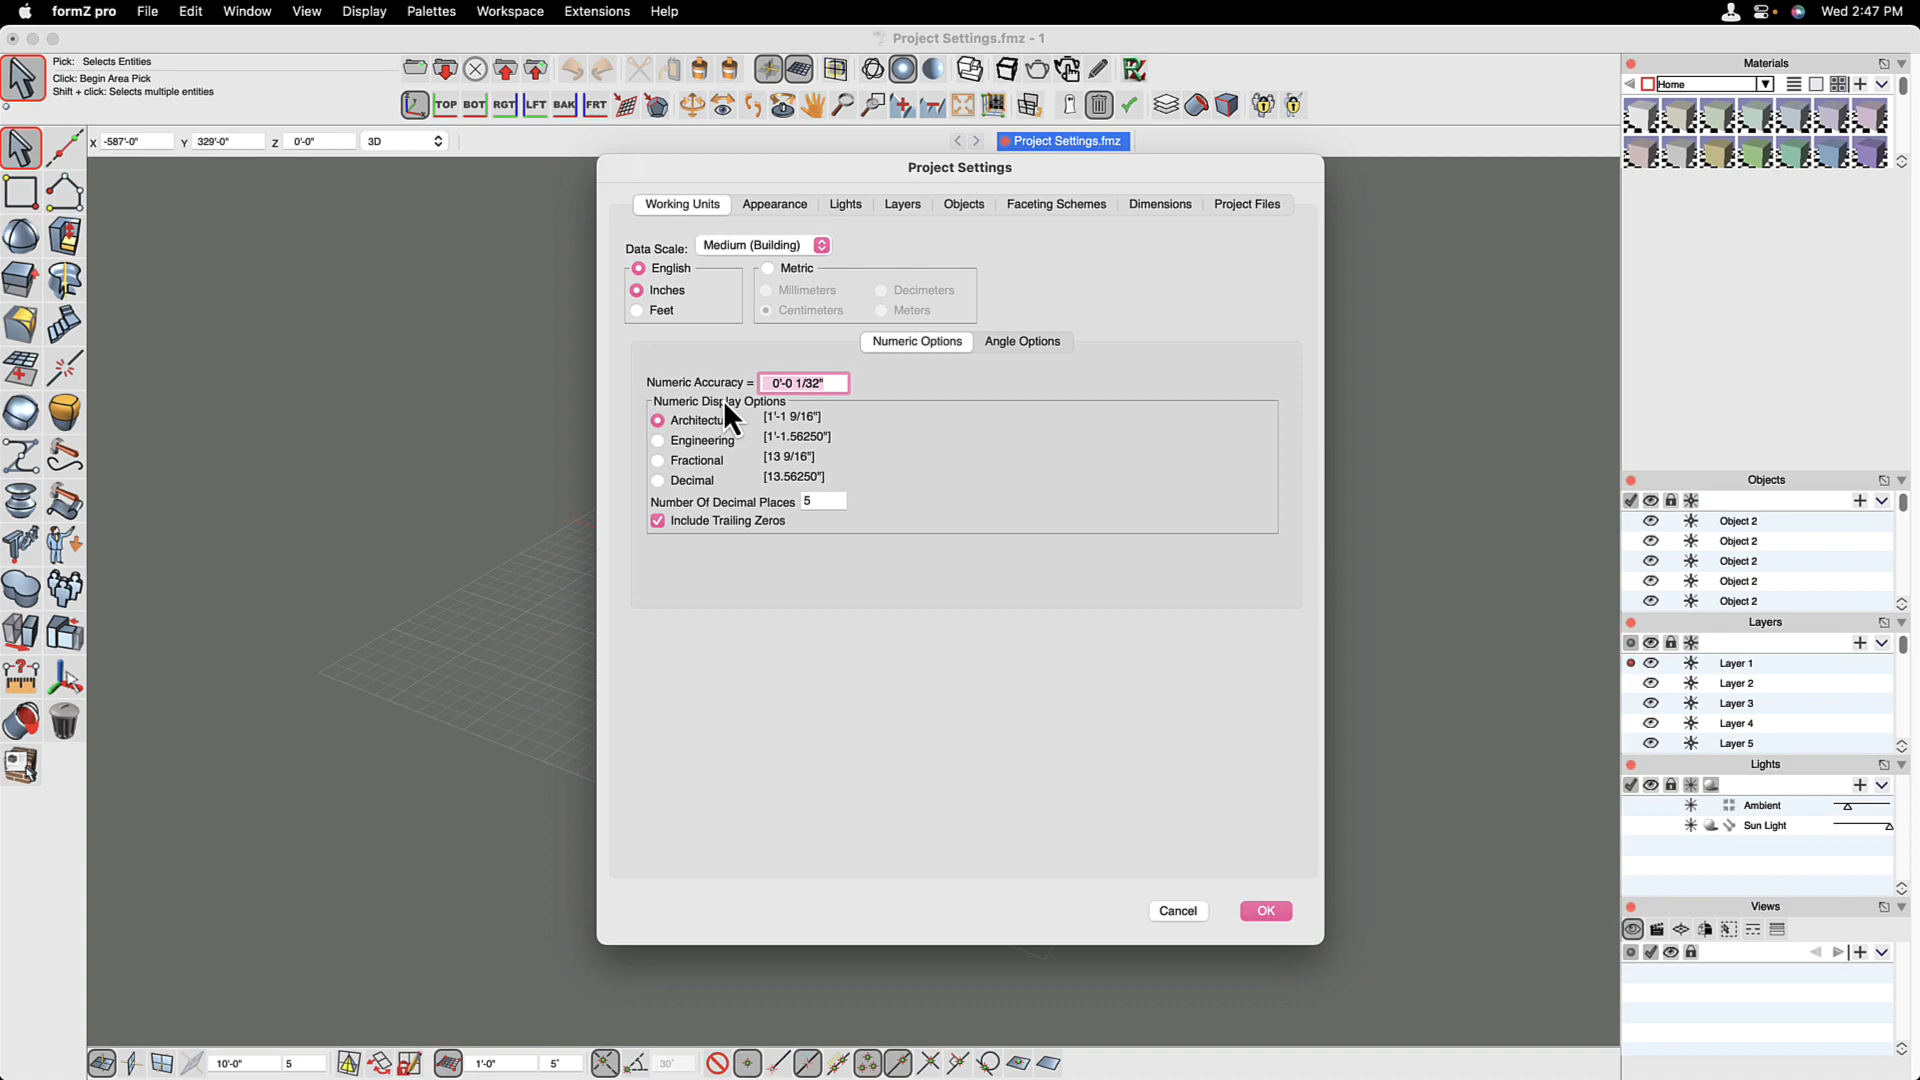 formZ pro File Edit Window View Display Palettes Workspace Extensions Help Wed 2:47 PM
Project Settings.fmz - 1
Pick: Selects Entities
Click: Begin Area Pick
Shift + click: Selects multiple entities
TOP BOT RGT LFT BAK FRT
X -587'-0" Y 329'-0" Z 0'-0" 3D Project Settings.fmz
Project Settings
Working Units Appearance Lights Layers Objects Faceting Schemes Dimensions Project Files
Data Scale: Medium (Building)
English Metric
Inches Millimeters Decimeters
Feet Centimeters Meters
Numeric Options Angle Options
Numeric Accuracy = 0'-0 1/32"
Numeric Display Options
[1'-1 9/16"]
Engineering [1'-1.56250"]
Fractional [13 9/16"]
Decimal [13.56250"]
Number Of Decimal Places 5
Include Trailing Zeros
Cancel OK
Materials
Home
Objects
Object 2
Object 2
Object 2
Object 2
Object 2
Layers
Layer 1
Layer 2
Layer 3
Layer 4
Layer 5
Lights
Ambient
Sun Light
Views
10'-0" 5 1'-0" 5" 30°